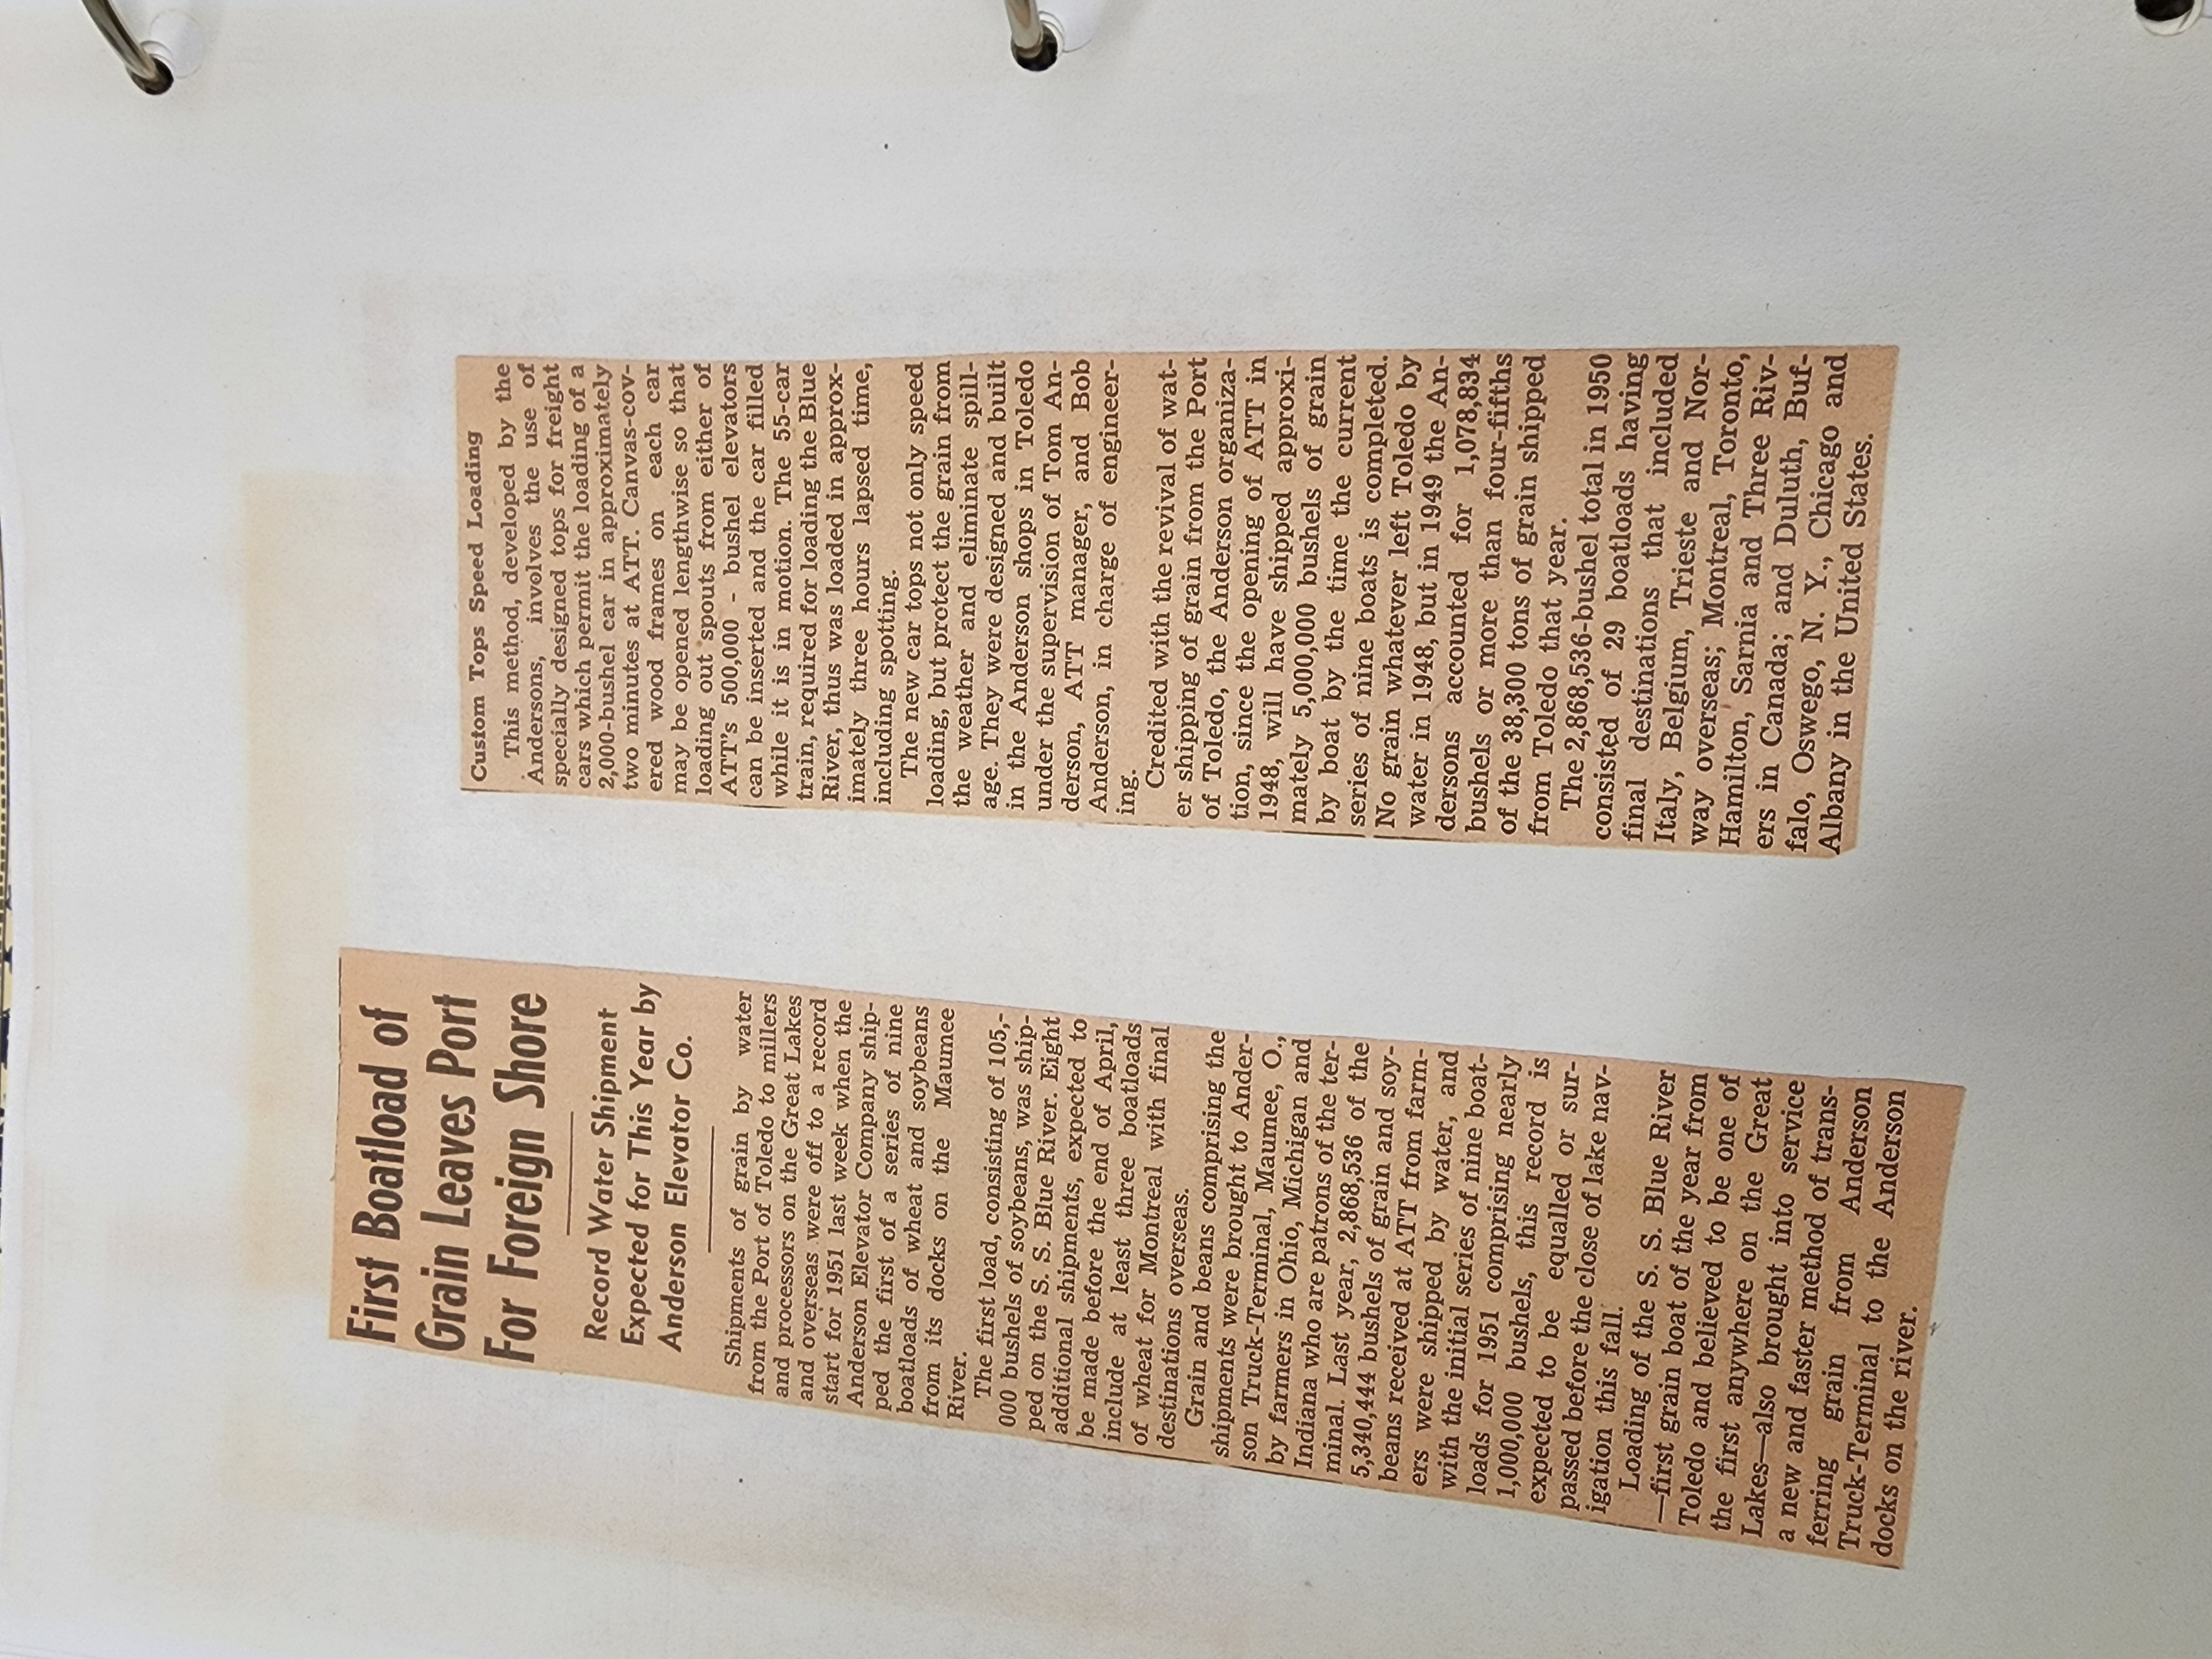 First Boatload of
Grain Leaves Port
For Foreign Shore
Record Water Shipment
Expected for This Year by
Anderson Elevator Co.
Shipments of grain by water
from the Port of Toledo to millers
and processors on the Great Lakes
and overseas were off to a record
start for 1951 last week when the
Anderson Elevator Company ship-
ped the first of a series of nine
boatloads of wheat and soybeans
from its docks on the Maumee
River.
The first load, consisting of 105,-
000 bushels of soybeans, was ship-
ped on the S. S. Blue River. Eight
additional shipments, expected to
be made before the end of April,
include at least three boatloads
of wheat for Montreal with final
destinations overseas.
Grain and beans comprising the
shipments were brought to Ander-
son Truck-Terminal, Maumee, O.,
by farmers in Ohio, Michigan and
Indiana who are patrons of the ter-
minal. Last year, 2,868,536 of the
5,340,444 bushels of grain and soy-
beans received at ATT from farm-
ers were shipped by water, and
with the initial series of nine boat-
loads for 1951 comprising nearly
1,000,000 bushels, this record is
expected to be equalled or sur-
passed before the close of lake nav-
igation this fall.
Loading of the S. S. Blue River
—first grain boat of the year from
Toledo and believed to be one of
the first anywhere on the Great
Lakes—also brought into service
a new and faster method of trans-
ferring grain from Anderson
Truck-Terminal to the Anderson
docks on the river.
Custom Tops Speed Loading
This method, developed by the
Andersons, involves the use of
specially designed tops for freight
cars which permit the loading of a
2,000-bushel car in approximately
two minutes at ATT. Canvas-cov-
ered wood frames on each car
may be opened lengthwise so that
loading out spouts from either of
ATT's 500,000 - bushel elevators
can be inserted and the car filled
while it is in motion. The 55-car
train, required for loading the Blue
River, thus was loaded in approx-
imately three hours lapsed time,
including spotting.
The new car tops not only speed
loading, but protect the grain from
the weather and eliminate spill-
age. They were designed and built
in the Anderson shops in Toledo
under the supervision of Tom An-
derson, ATT manager, and Bob
Anderson, in charge of engineer-
ing.
Credited with the revival of wat-
er shipping of grain from the Port
of Toledo, the Anderson organiza-
tion, since the opening of ATT in
1948, will have shipped approxi-
mately 5,000,000 bushels of grain
by boat by the time the current
series of nine boats is completed.
No grain whatever left Toledo by
water in 1948, but in 1949 the An-
dersons accounted for 1,078,834
bushels or more than four-fifths
of the 38,300 tons of grain shipped
from Toledo that year.
The 2,868,536-bushel total in 1950
consisted of 29 boatloads having
final destinations that included
Italy, Belgium, Trieste and Nor-
way overseas; Montreal, Toronto,
Hamilton, Sarnia and Three Riv-
ers in Canada; and Duluth, Buf-
falo, Oswego, N. Y., Chicago and
Albany in the United States.